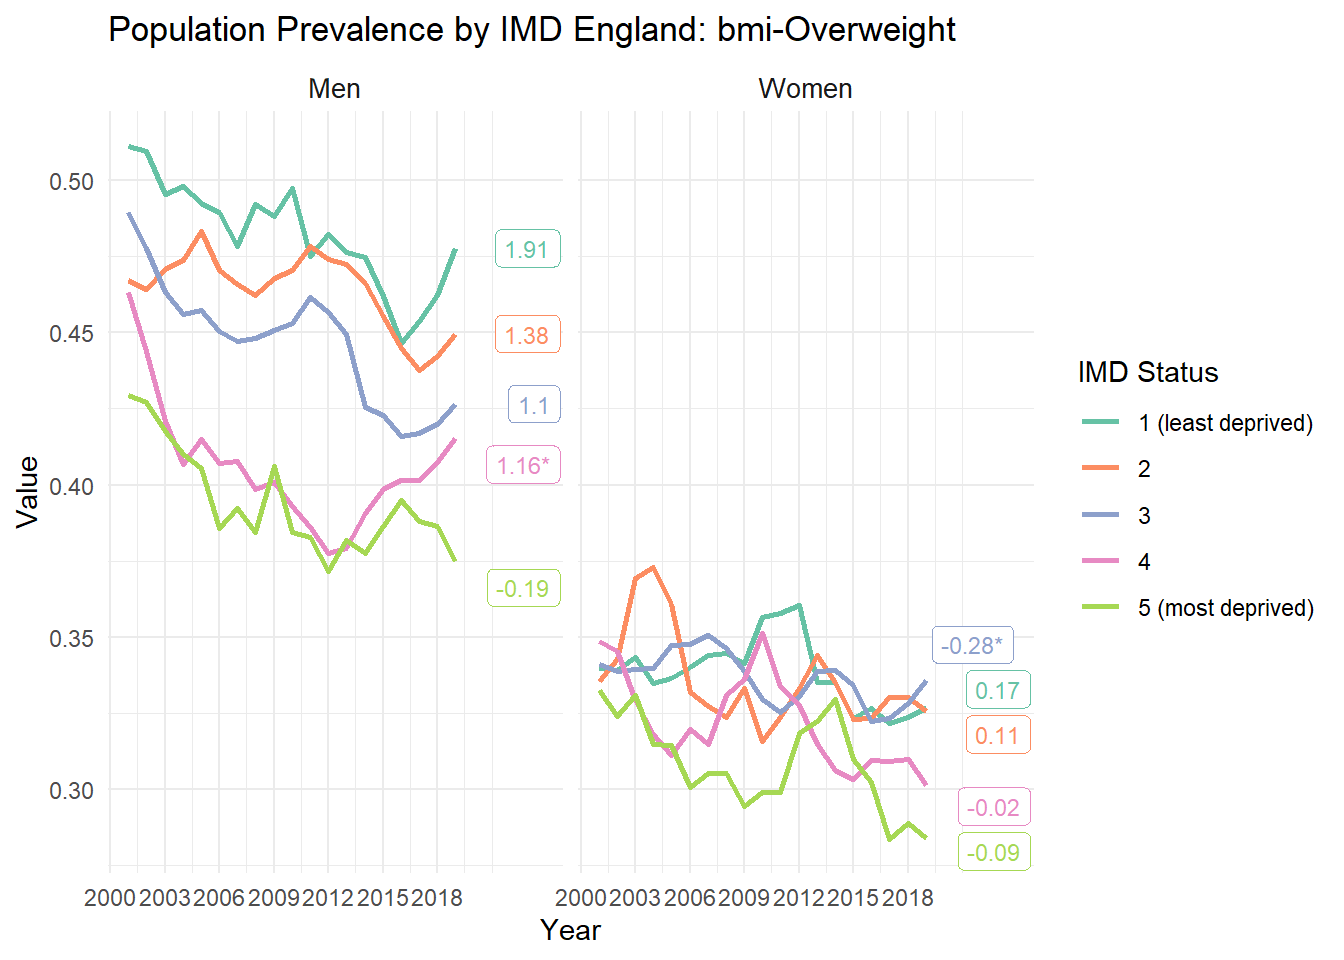 Population Prevalence by IMD England: bmi-Overweight
Men
Women
Value
0.50
0.45
0.40
0.35
0.30
1.91
1.38
1.1
1.16*
-0.19
-0.28*
0.17
0.11
-0.02
-0.09
2000 2003 2006 2009 2012 2015 2018
2000 2003 2006 2009 2012 2015 2018
Year
IMD Status
1 (least deprived)
2
3
4
5 (most deprived)